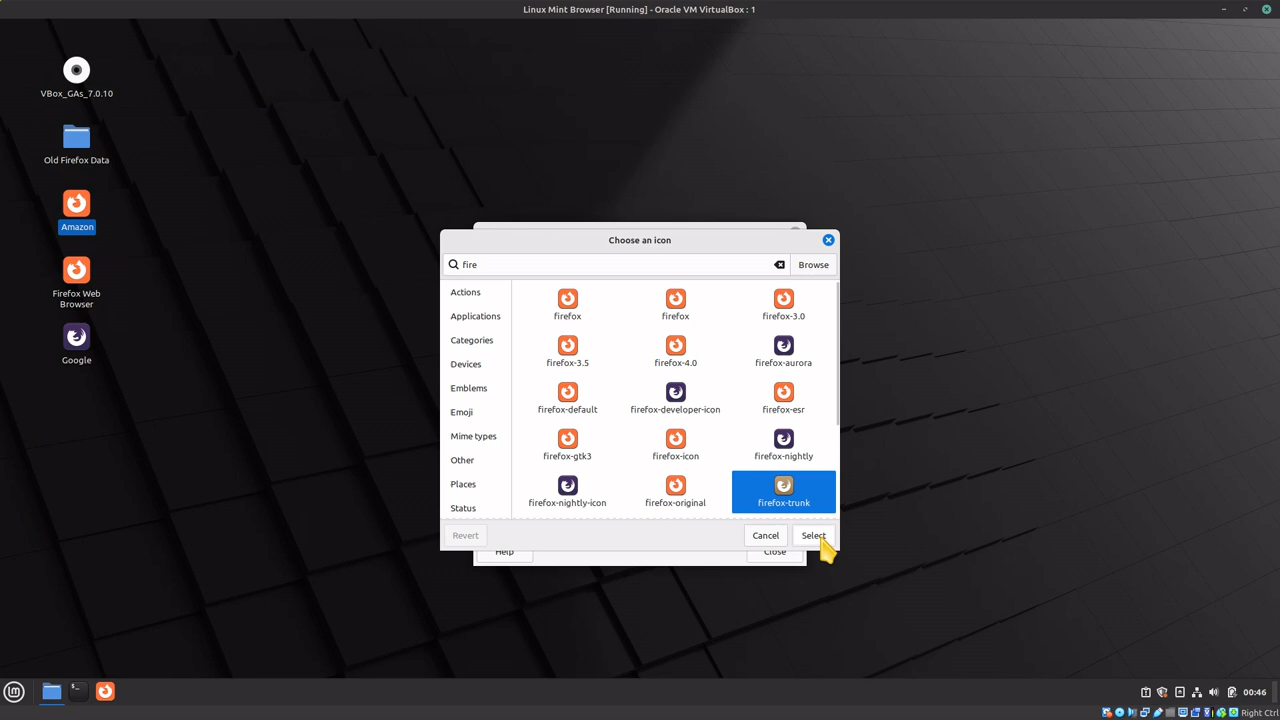 Linux Mint Browser [Running] - Oracle VM VirtualBox : 1
VBox_GAs_7.0.10
Old Firefox Data
Amazon
Firefox Web
Browser
Google
Choose an icon
fire
Browse
Actions
Applications
Categories
Devices
Emblems
Emoji
Mime types
Other
Places
Status
firefox
firefox
firefox-3.0
firefox-3.5
firefox-4.0
firefox-aurora
firefox-default
firefox-developer-icon
firefox-esr
firefox-gtk3
firefox-icon
firefox-nightly
firefox-nightly-icon
firefox-original
firefox-trunk
Revert
Cancel
Select
Help
Close
00:46
Right Ctrl